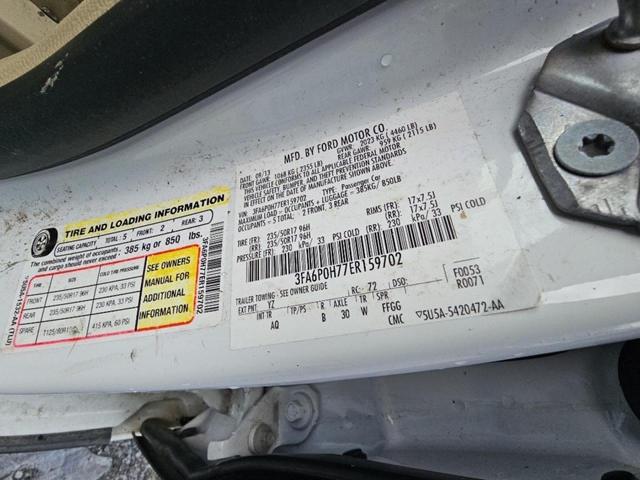 MFD. BY FORD MOTOR CO
DATE: 09/13 GVWR: 2023 KG (4460 LB)
FRONT GAWR: 1068 KG (2355 LB) REAR GAWR: 959 KG (2115 LB)
THIS VEHICLE CONFORMS TO ALL APPLICABLE FEDERAL MOTOR
VEHICLE SAFETY, BUMPER, AND THEFT PREVENTION STANDARDS
IN EFFECT ON THE DATE OF MANUFACTURE SHOWN ABOVE.
VIN: 3FA6P0H77ER159702 TYPE: Passenger Car
MAXIMUM LOAD = OCCUPANTS + LUGGAGE = 385KG/850LB
OCCUPANTS: 5 TOTAL, 2 FRONT, 3 REAR
TIRE (FR): 235/50R17 96H RIMS (FR): 17x7.5J
TIRE (RR): 235/50R17 96H RIMS (RR): 17x7.5J
PRESSURE (FR): 230 kPa/ 33 PSI COLD (RR): 230 kPa/ 33 PSI COLD
3FA6P0H77ER159702
TRAILER TOWING - SEE OWNER GUIDE
EXT PNT: YZ RC: 72 DSO: F0053
R0071
INT TR TP/PS R AXLE TR
AQ B 30 W FFGG
CMC ▽5U5A-5420472-AA
TIRE AND LOADING INFORMATION
SEATING CAPACITY TOTAL: 5 FRONT: 2 REAR: 3
The combined weight of occupants
and cargo should never exceed: 385 kg or 850 lbs.
FRONT 235/50R17 96H 230 KPA, 33 PSI
REAR 235/50R17 96H 230 KPA, 33 PSI
SPARE 415 KPA, 60 PSI
SEE OWNERS
MANUAL FOR
ADDITIONAL
INFORMATION
3FA6P0H77ER159702